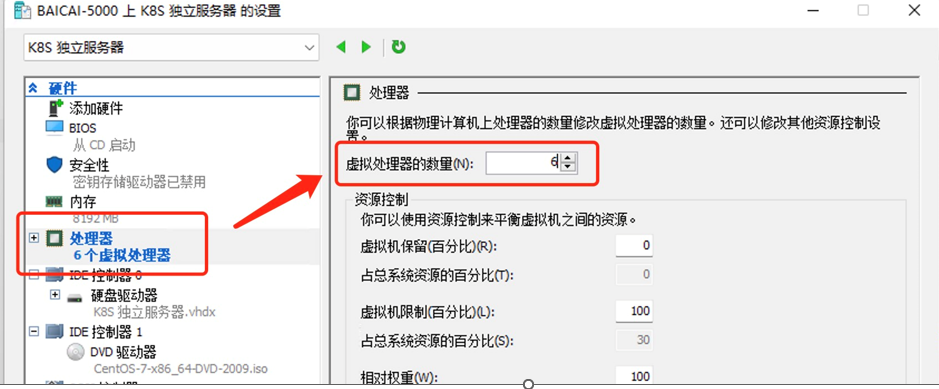 BAICAI-5000 上 K8S 独立服务器 的设置
K8S 独立服务器
硬件
添加硬件
BIOS
从 CD 启动
安全性
密钥存储驱动器已禁用
内存
8192 MB
处理器
6 个虚拟处理器
IDE 控制器 0
硬盘驱动器
K8S 独立服务器.vhdx
IDE 控制器 1
DVD 驱动器
CentOS-7-x86_64-DVD-2009.iso
处理器
你可以根据物理计算机上处理器的数量修改虚拟处理器的数量。还可以修改其他资源控制设
置。
虚拟处理器的数量(N): 6
资源控制
你可以使用资源控制来平衡虚拟机之间的资源。
虚拟机保留(百分比)(R): 0
占总系统资源的百分比(T): 0
虚拟机限制(百分比)(L): 100
占总系统资源的百分比(S): 30
相对权重(W): 100